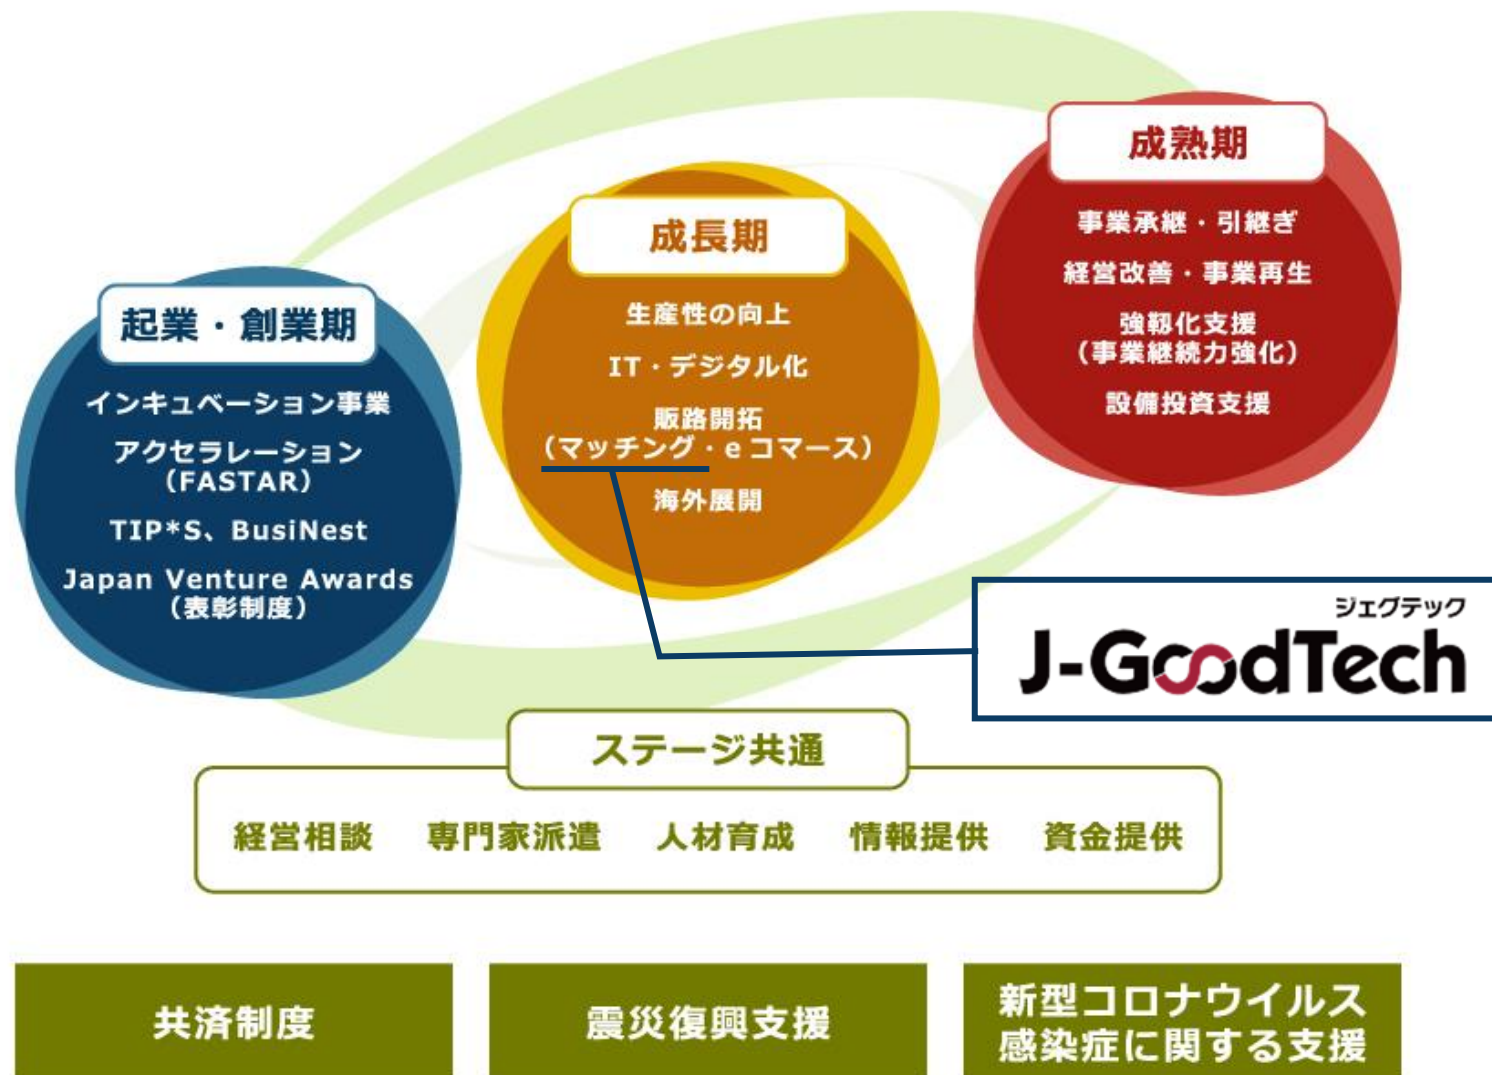 起業・創業期
インキュベーション事業
アクセラレーション
（FASTAR）
TIP*S、BusiNest
Japan Venture Awards
（表彰制度）
成長期
生産性の向上
IT・デジタル化
販路開拓
（マッチング・eコマース）
海外展開
成熟期
事業承継・引継ぎ
経営改善・事業再生
強靱化支援
（事業継続力強化）
設備投資支援
ジェグテック
J-GoodTech
ステージ共通
経営相談 専門家派遣 人材育成 情報提供 資金提供
共済制度
震災復興支援
新型コロナウイルス
感染症に関する支援